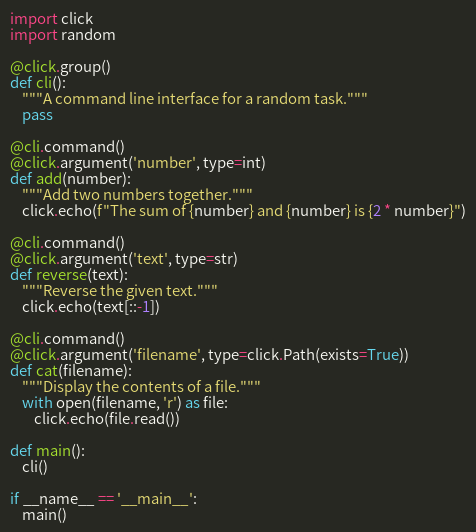 import click
import random

@click.group()
def cli():
    """A command line interface for a random task."""
    pass

@cli.command()
@click.argument('number', type=int)
def add(number):
    """Add two numbers together."""
    click.echo(f"The sum of {number} and {number} is {2 * number}")

@cli.command()
@click.argument('text', type=str)
def reverse(text):
    """Reverse the given text."""
    click.echo(text[::-1])

@cli.command()
@click.argument('filename', type=click.Path(exists=True))
def cat(filename):
    """Display the contents of a file."""
    with open(filename, 'r') as file:
        click.echo(file.read())

def main():
    cli()

if __name__ == '__main__':
    main()